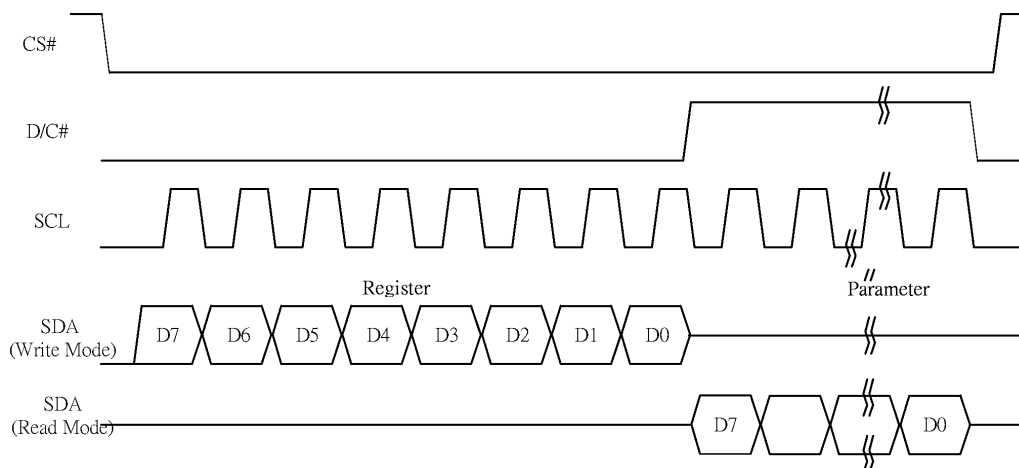 CS#
D/C#
SCL
Register
Parameter
SDA
(Write Mode)
D7 D6 D5 D4 D3 D2 D1 D0
SDA
(Read Mode)
D7 D0